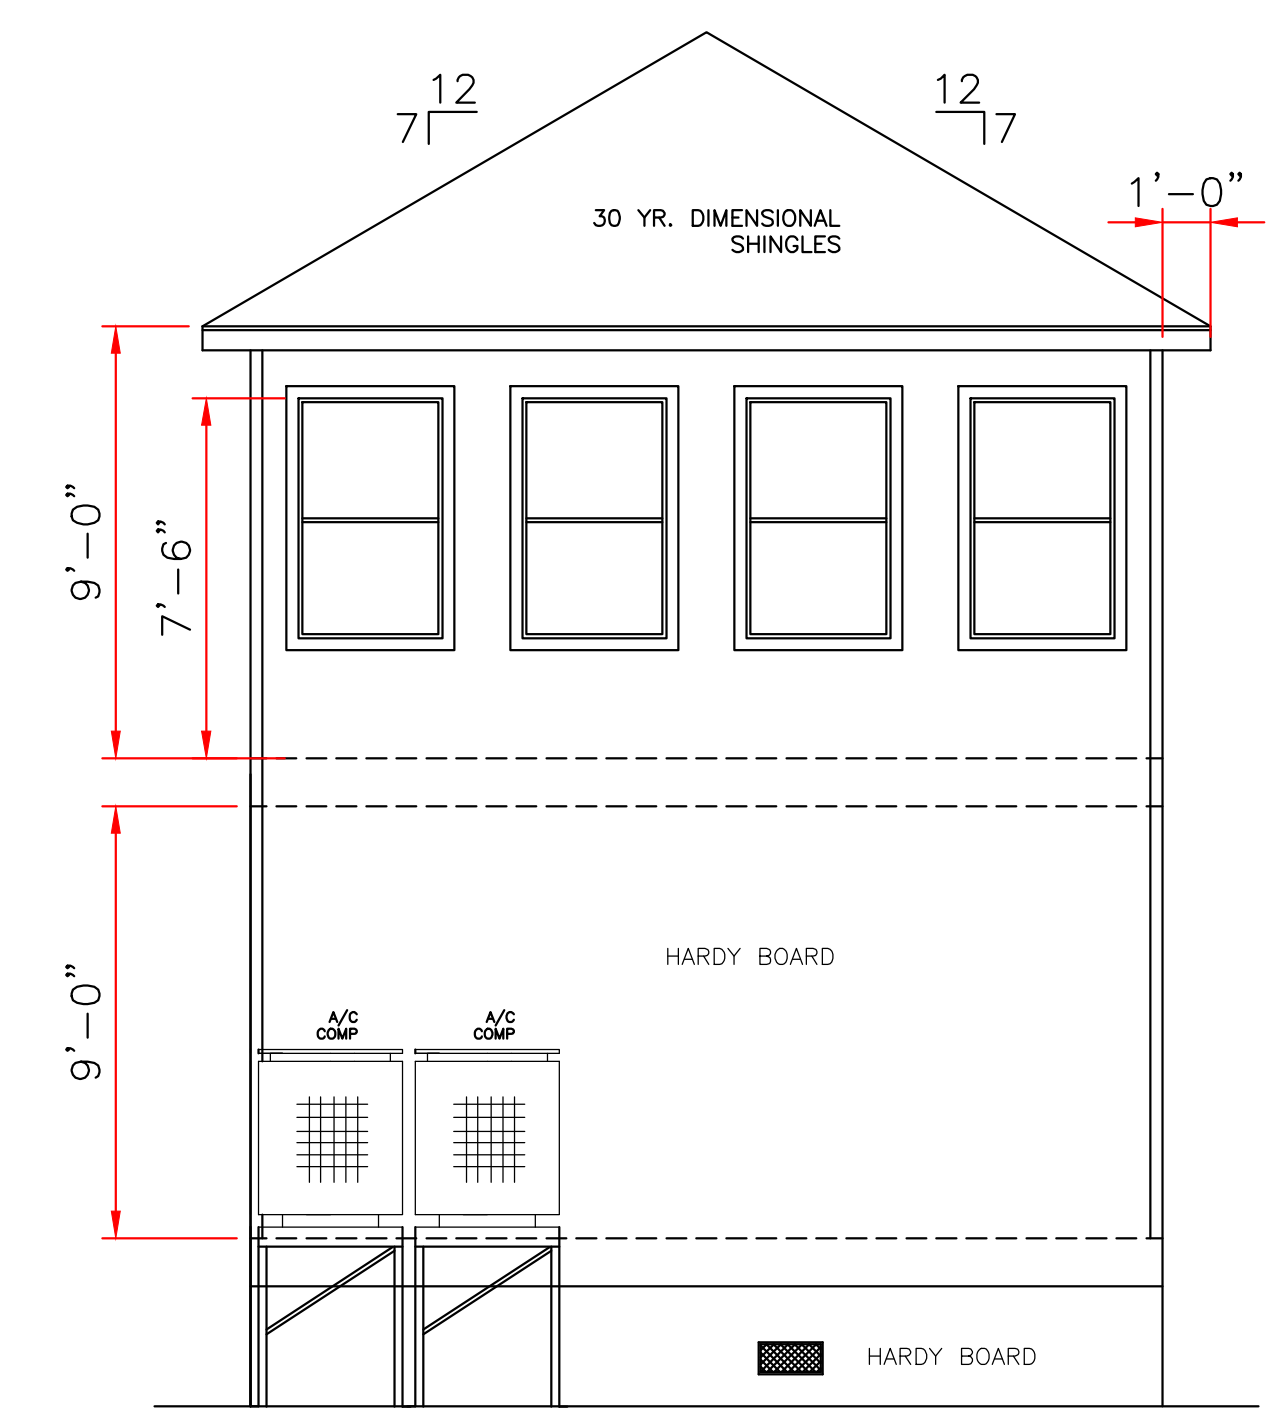 12
7
12
7
1'-0"
30 YR. DIMENSIONAL
SHINGLES
9'-0"
7'-6"
9'-0"
HARDY BOARD
A/C
COMP
A/C
COMP
HARDY BOARD